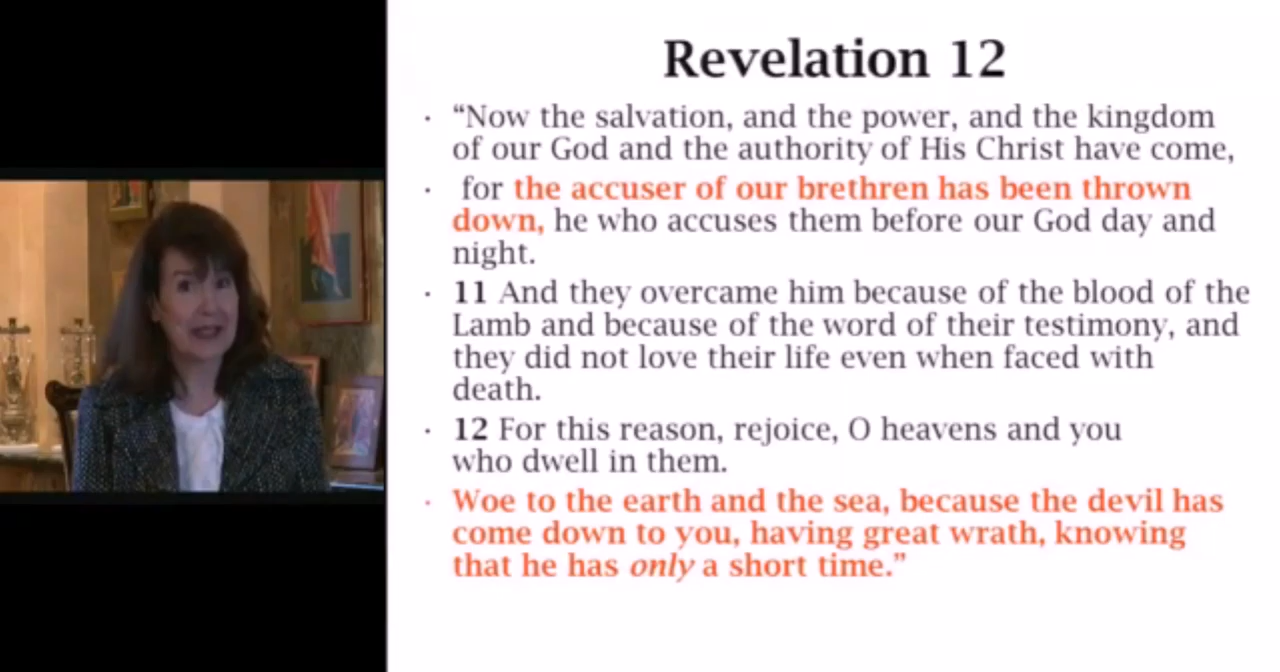 Revelation 12
· “Now the salvation, and the power, and the kingdom
of our God and the authority of His Christ have come,
· for the accuser of our brethren has been thrown
down, he who accuses them before our God day and
night.
· 11 And they overcame him because of the blood of the
Lamb and because of the word of their testimony, and
they did not love their life even when faced with
death.
· 12 For this reason, rejoice, O heavens and you
who dwell in them.
· Woe to the earth and the sea, because the devil has
come down to you, having great wrath, knowing
that he has only a short time.”